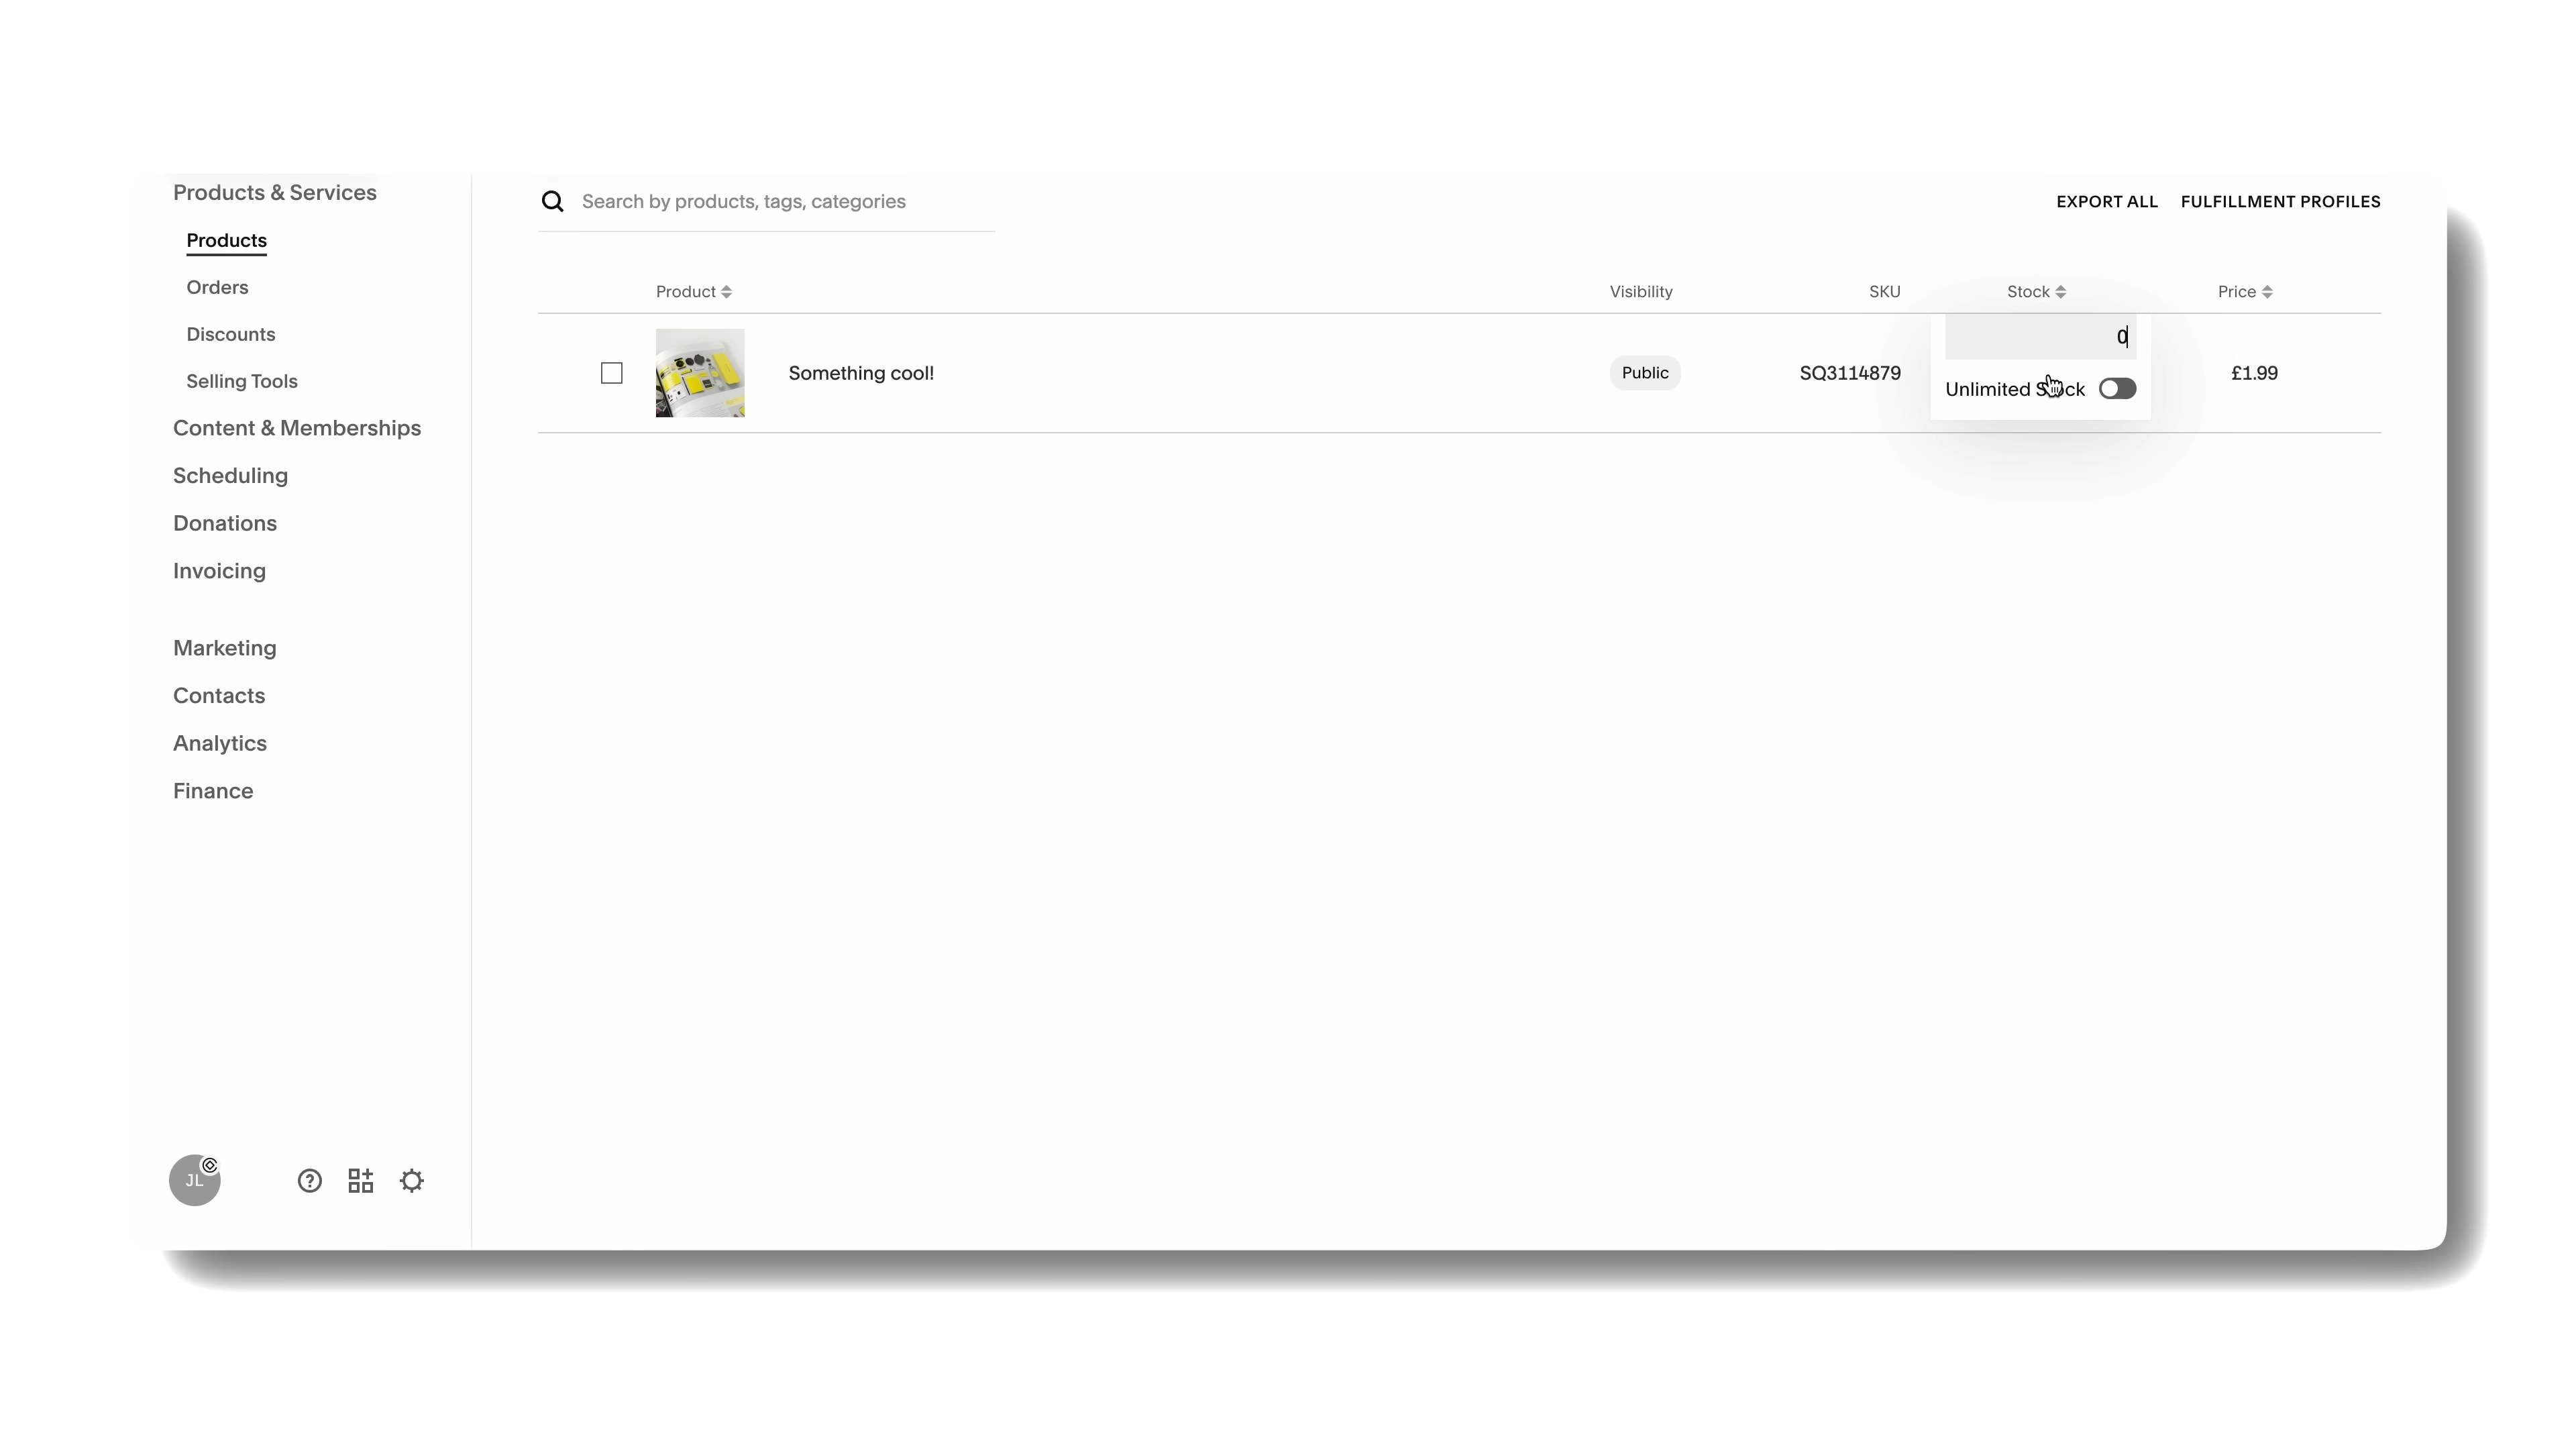 Products & Services
Products
Orders
Discounts
Selling Tools
Content & Memberships
Scheduling
Donations
Invoicing
Marketing
Contacts
Analytics
Finance
JL
Search by products, tags, categories
EXPORT ALL FULFILLMENT PROFILES
Product Visibility SKU Stock Price
0
Something cool! Public SQ3114879 £1.99
Unlimited Stock